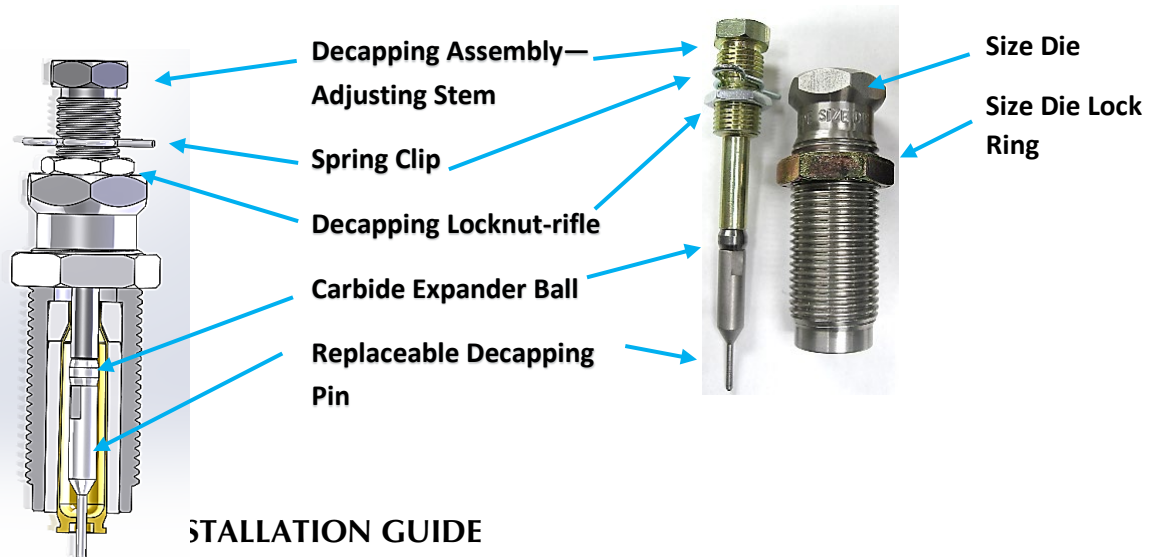 Decapping Assembly—
Adjusting Stem
Spring Clip
Decapping Locknut-rifle
Carbide Expander Ball
Replaceable Decapping
Pin
Size Die
Size Die Lock
Ring
SIZE D
STALLATION GUIDE